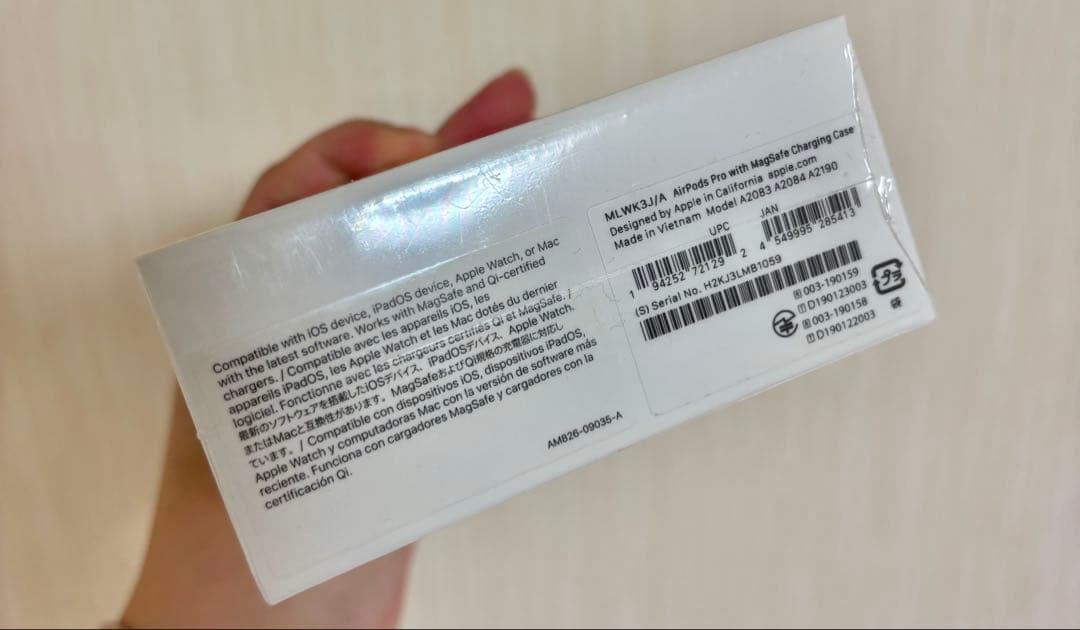 Compatible with iOS device, iPadOS device, Apple Watch, or Mac
with the latest software. Works with MagSafe and Qi-certified
chargers. / Compatible avec les appareils iOS, les
appareils iPadOS, les Apple Watch et les Mac dotés du dernier
logiciel. Fonctionne avec les chargeurs certifiés Qi et MagSafe. /
最新のソフトウェアを搭載したiOSデバイス、iPadOSデバイス、Apple Watch、
またはMacと互換性があります。MagSafeおよびQi規格の充電器に対応し
ています。/ Compatible con dispositivos iOS, dispositivos iPadOS,
Apple Watch y computadoras Mac con la versión de software más
reciente. Funciona con cargadores MagSafe y cargadores con la
certificación Qi.
AM826-09035-A
MLWK3J/A AirPods Pro with MagSafe Charging Case
Designed by Apple in California apple.com
Made in Vietnam Model A2083 A2084 A2190
UPC
JAN
1 94252 72129 2
4 549995 285413
(S) Serial No. H2KJ3LMB1059
R 003-190159
T D190123003
R 003-190158
T D190122003